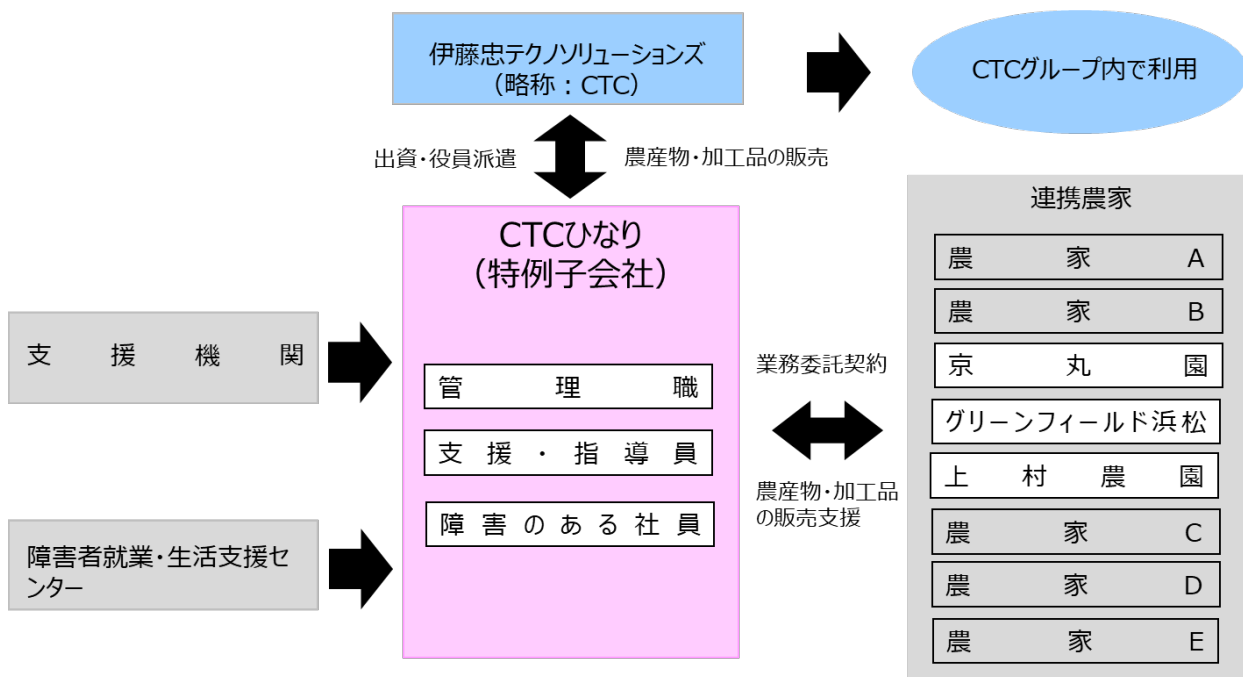 伊藤忠テクノソリューションズ
（略称：CTC）
CTCグループ内で利用
出資・役員派遣
農産物・加工品の販売
連携農家
CTCひなり
（特例子会社）
農家A
農家B
支援機関
京丸園
業務委託契約
管理職
グリーンフィールド浜松
支援・指導員
上村農園
農産物・加工品
の販売支援
障害のある社員
農家C
障害者就業・生活支援セ
ンター
農家D
農家E